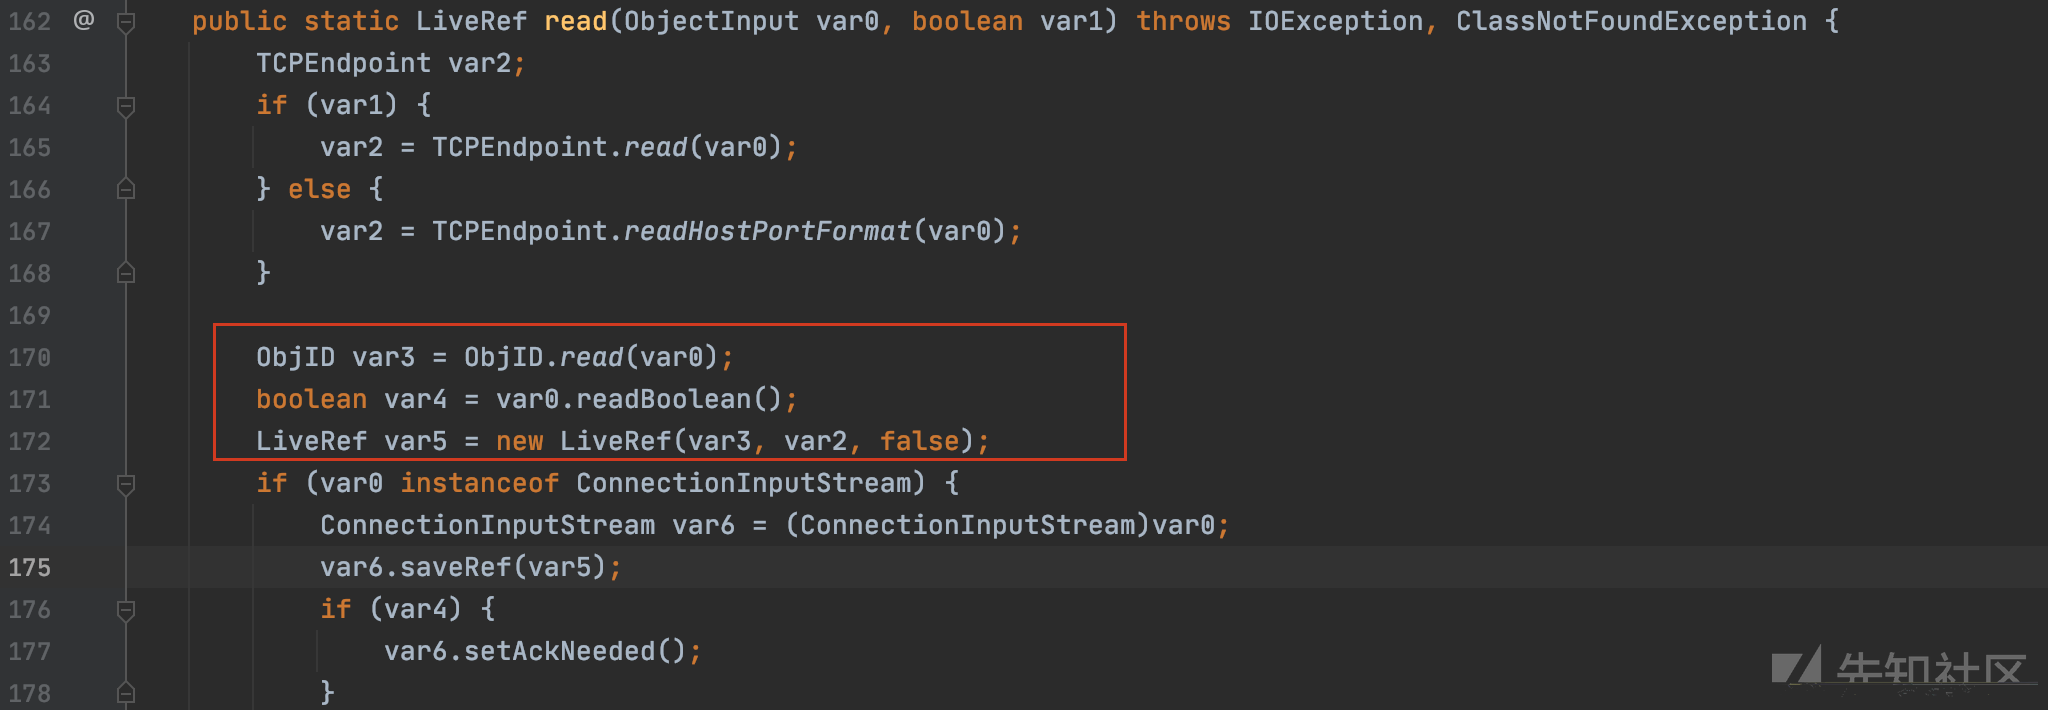 162 @ public static LiveRef read(ObjectInput var0, boolean var1) throws IOException, ClassNotFoundException {
163 TCPEndpoint var2;
164 if (var1) {
165 var2 = TCPEndpoint.read(var0);
166 } else {
167 var2 = TCPEndpoint.readHostPortFormat(var0);
168 }
169
170 ObjID var3 = ObjID.read(var0);
171 boolean var4 = var0.readBoolean();
172 LiveRef var5 = new LiveRef(var3, var2, false);
173 if (var0 instanceof ConnectionInputStream) {
174 ConnectionInputStream var6 = (ConnectionInputStream)var0;
175 var6.saveRef(var5);
176 if (var4) {
177 var6.setAckNeeded();
178 }
先知社区